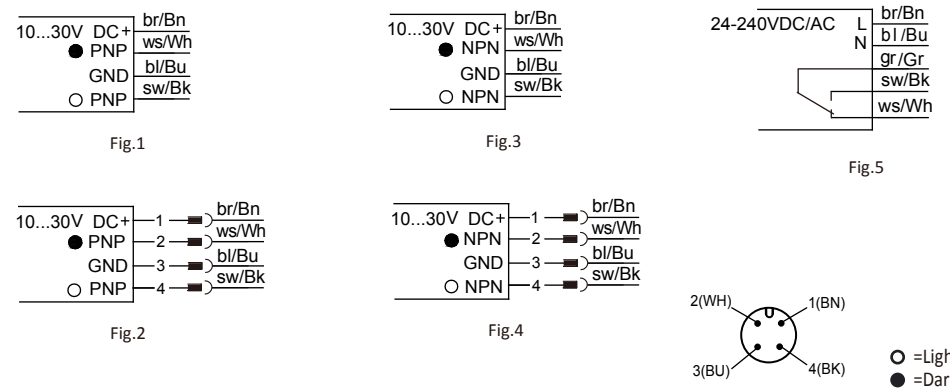 10...30V DC+ br/Bn
● PNP ws/Wh
GND bl/Bu
○ PNP sw/Bk
Fig.1
10...30V DC+ br/Bn
● NPN ws/Wh
GND bl/Bu
○ NPN sw/Bk
Fig.3
24-240VDC/AC L br/Bn
N bl/Bu
gr/Gr
sw/Bk
ws/Wh
Fig.5
10...30V DC+ 1 br/Bn
● PNP 2 ws/Wh
GND 3 bl/Bu
○ PNP 4 sw/Bk
Fig.2
10...30V DC+ 1 br/Bn
● NPN 2 ws/Wh
GND 3 bl/Bu
○ NPN 4 sw/Bk
Fig.4
2(WH) 1(BN)
3(BU) 4(BK)
○ =Ligh
● =Dar